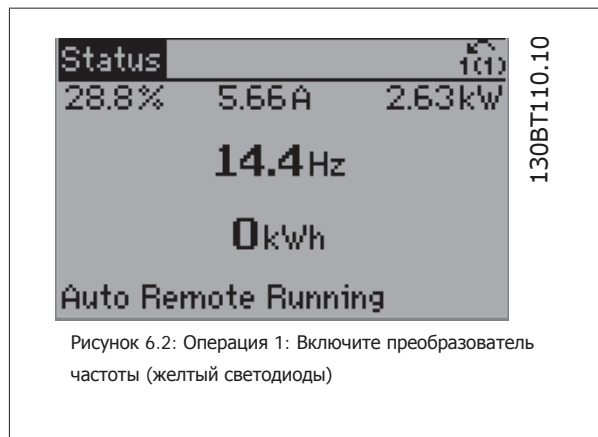 Status 1(1)
28.8% 5.66A 2.63kW
14.4Hz
0kWh
Auto Remote Running
130BT110.10
Рисунок 6.2: Операция 1: Включите преобразователь
частоты (желтый светодиоды)